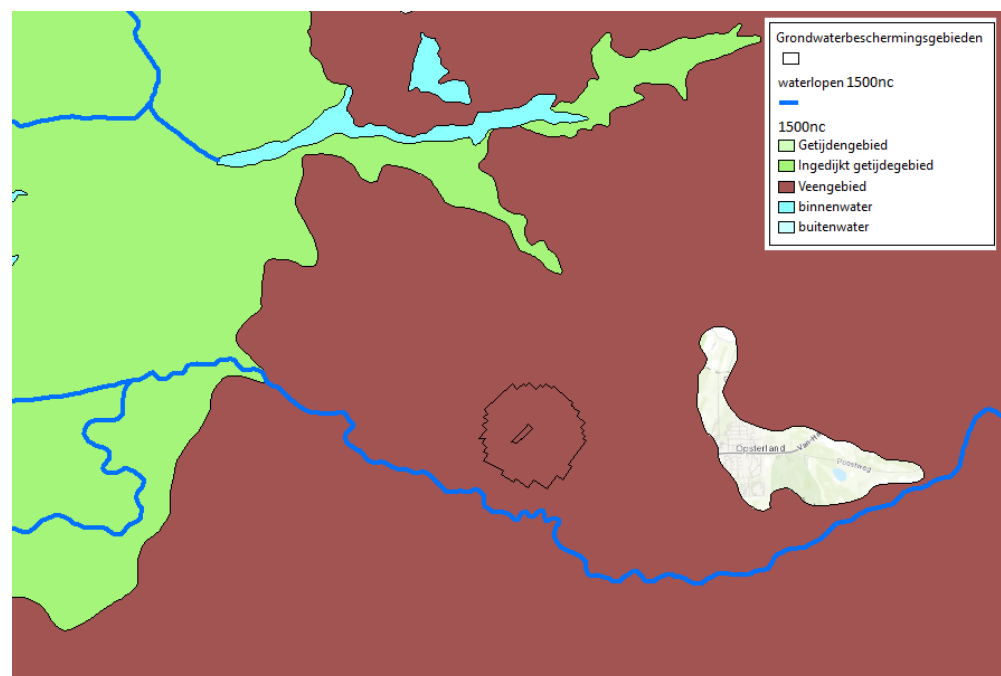 Grondwaterbeschermingsgebieden
waterlopen 1500nc
1500nc
Getijdengebied
Ingedijkt getijdegebied
Veengebied
binnenwater
buitenwater
Opsterland
Poostweg